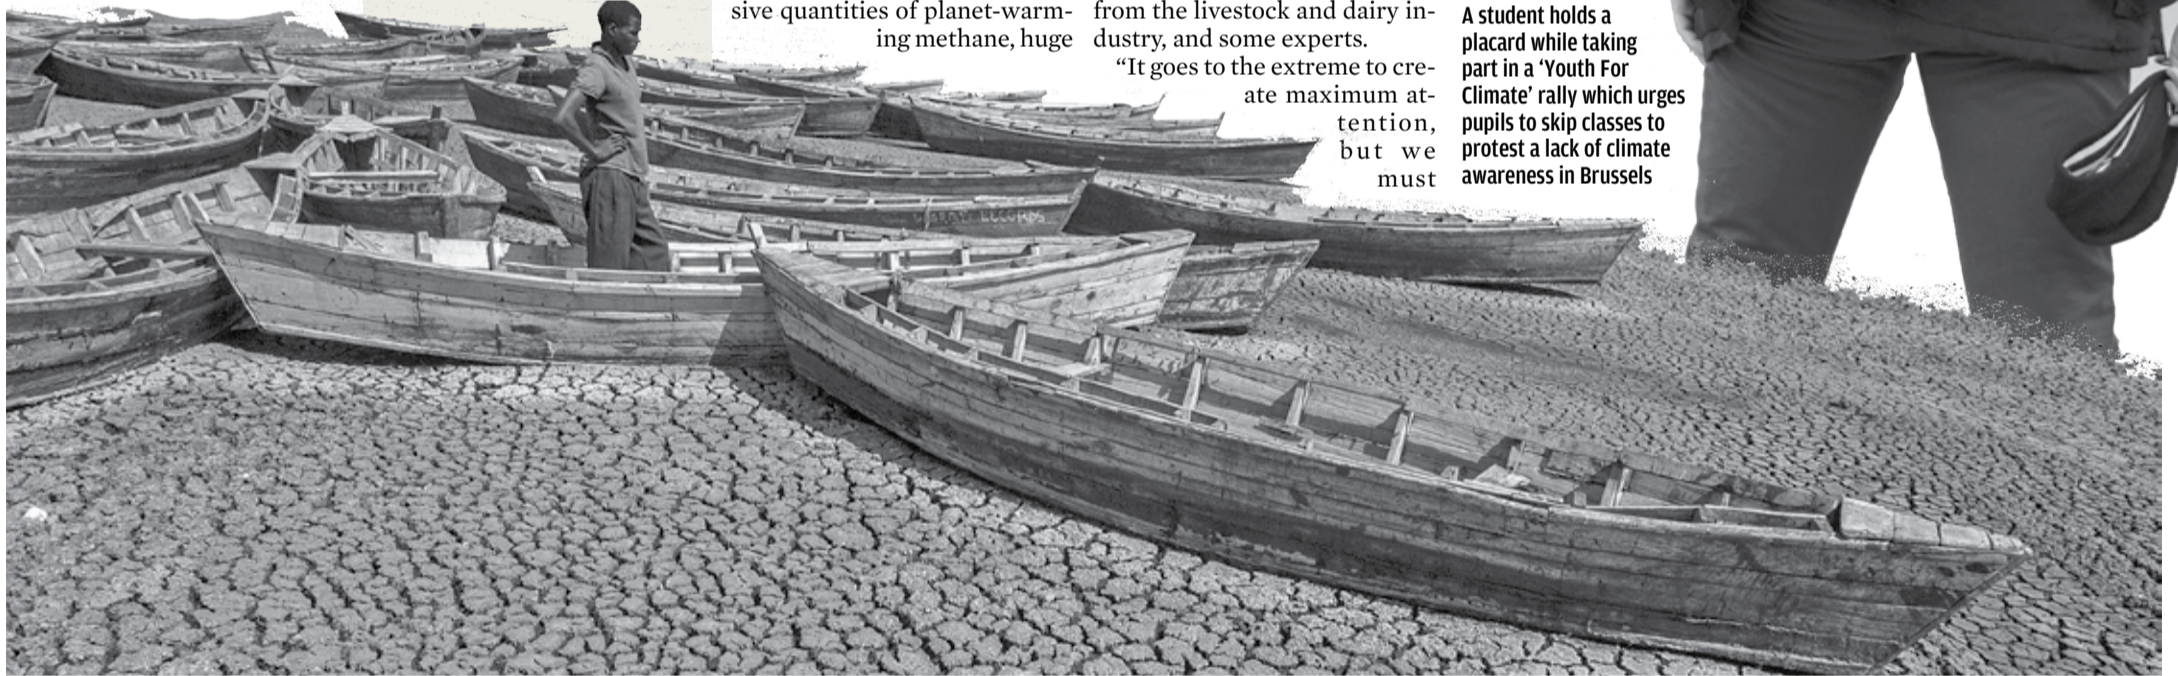 sive quantities of planet-warm-
ing methane, huge
from the livestock and dairy in-
dustry, and some experts.
“It goes to the extreme to cre-
ate maximum at-
tention,
but we
must
A student holds a
placard while taking
part in a ‘Youth For
Climate’ rally which urges
pupils to skip classes to
protest a lack of climate
awareness in Brussels